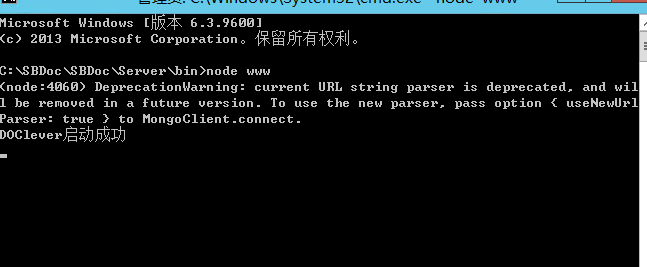 管理员: C:\Windows\System32\cmd.exe - node www
Microsoft Windows [版本 6.3.9600]
(c) 2013 Microsoft Corporation。保留所有权利。
C:\SBDoc\SBDoc\Server\bin>node www
(node:4060) DeprecationWarning: current URL string parser is deprecated, and wil
l be removed in a future version. To use the new parser, pass option { useNewUrl
Parser: true } to MongoClient.connect.
DOClever启动成功